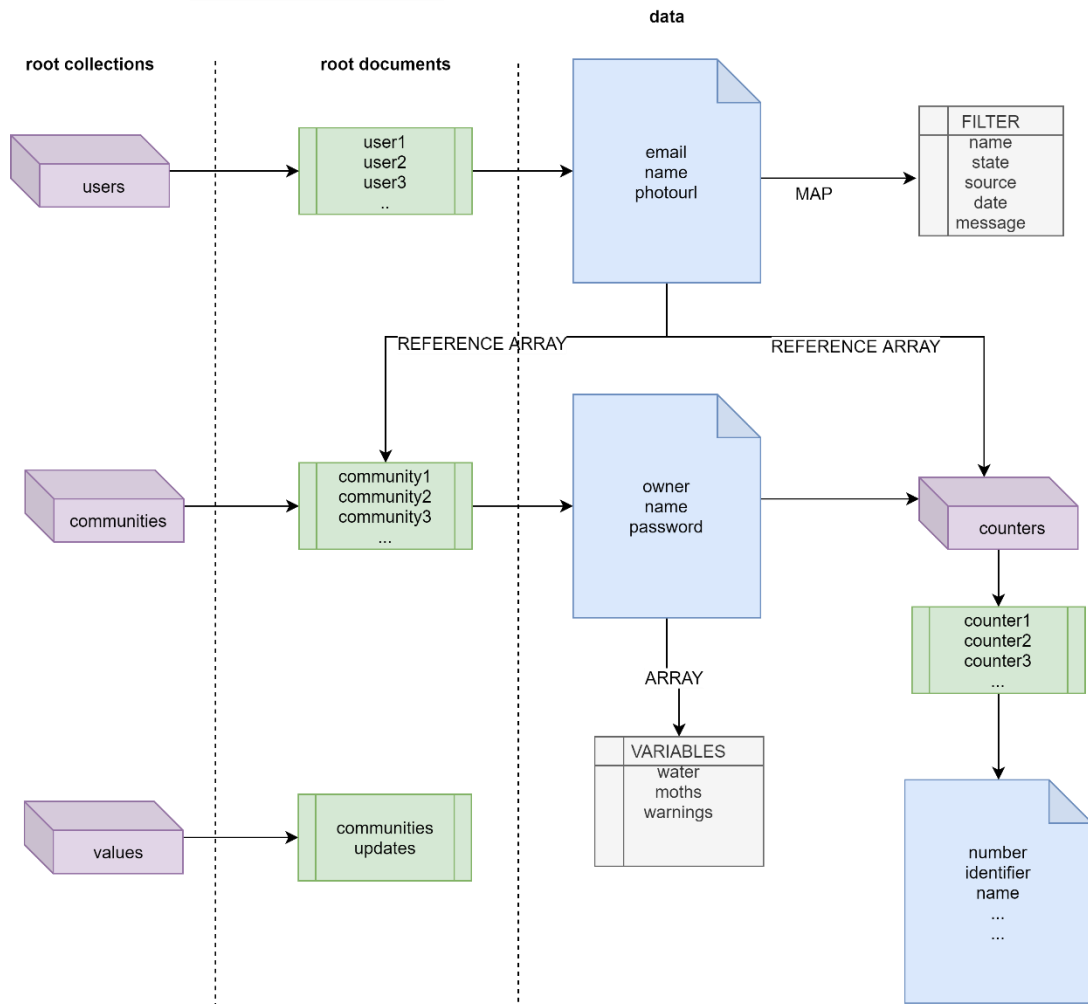 data
root collections
root documents
users
user1
user2
user3
..
email
name
photourl
MAP
FILTER
name
state
source
date
message
REFERENCE ARRAY
REFERENCE ARRAY
communities
community1
community2
community3
...
owner
name
password
counters
counter1
counter2
counter3
...
ARRAY
VARIABLES
water
moths
warnings
values
communities
updates
number
identifier
name
...
...